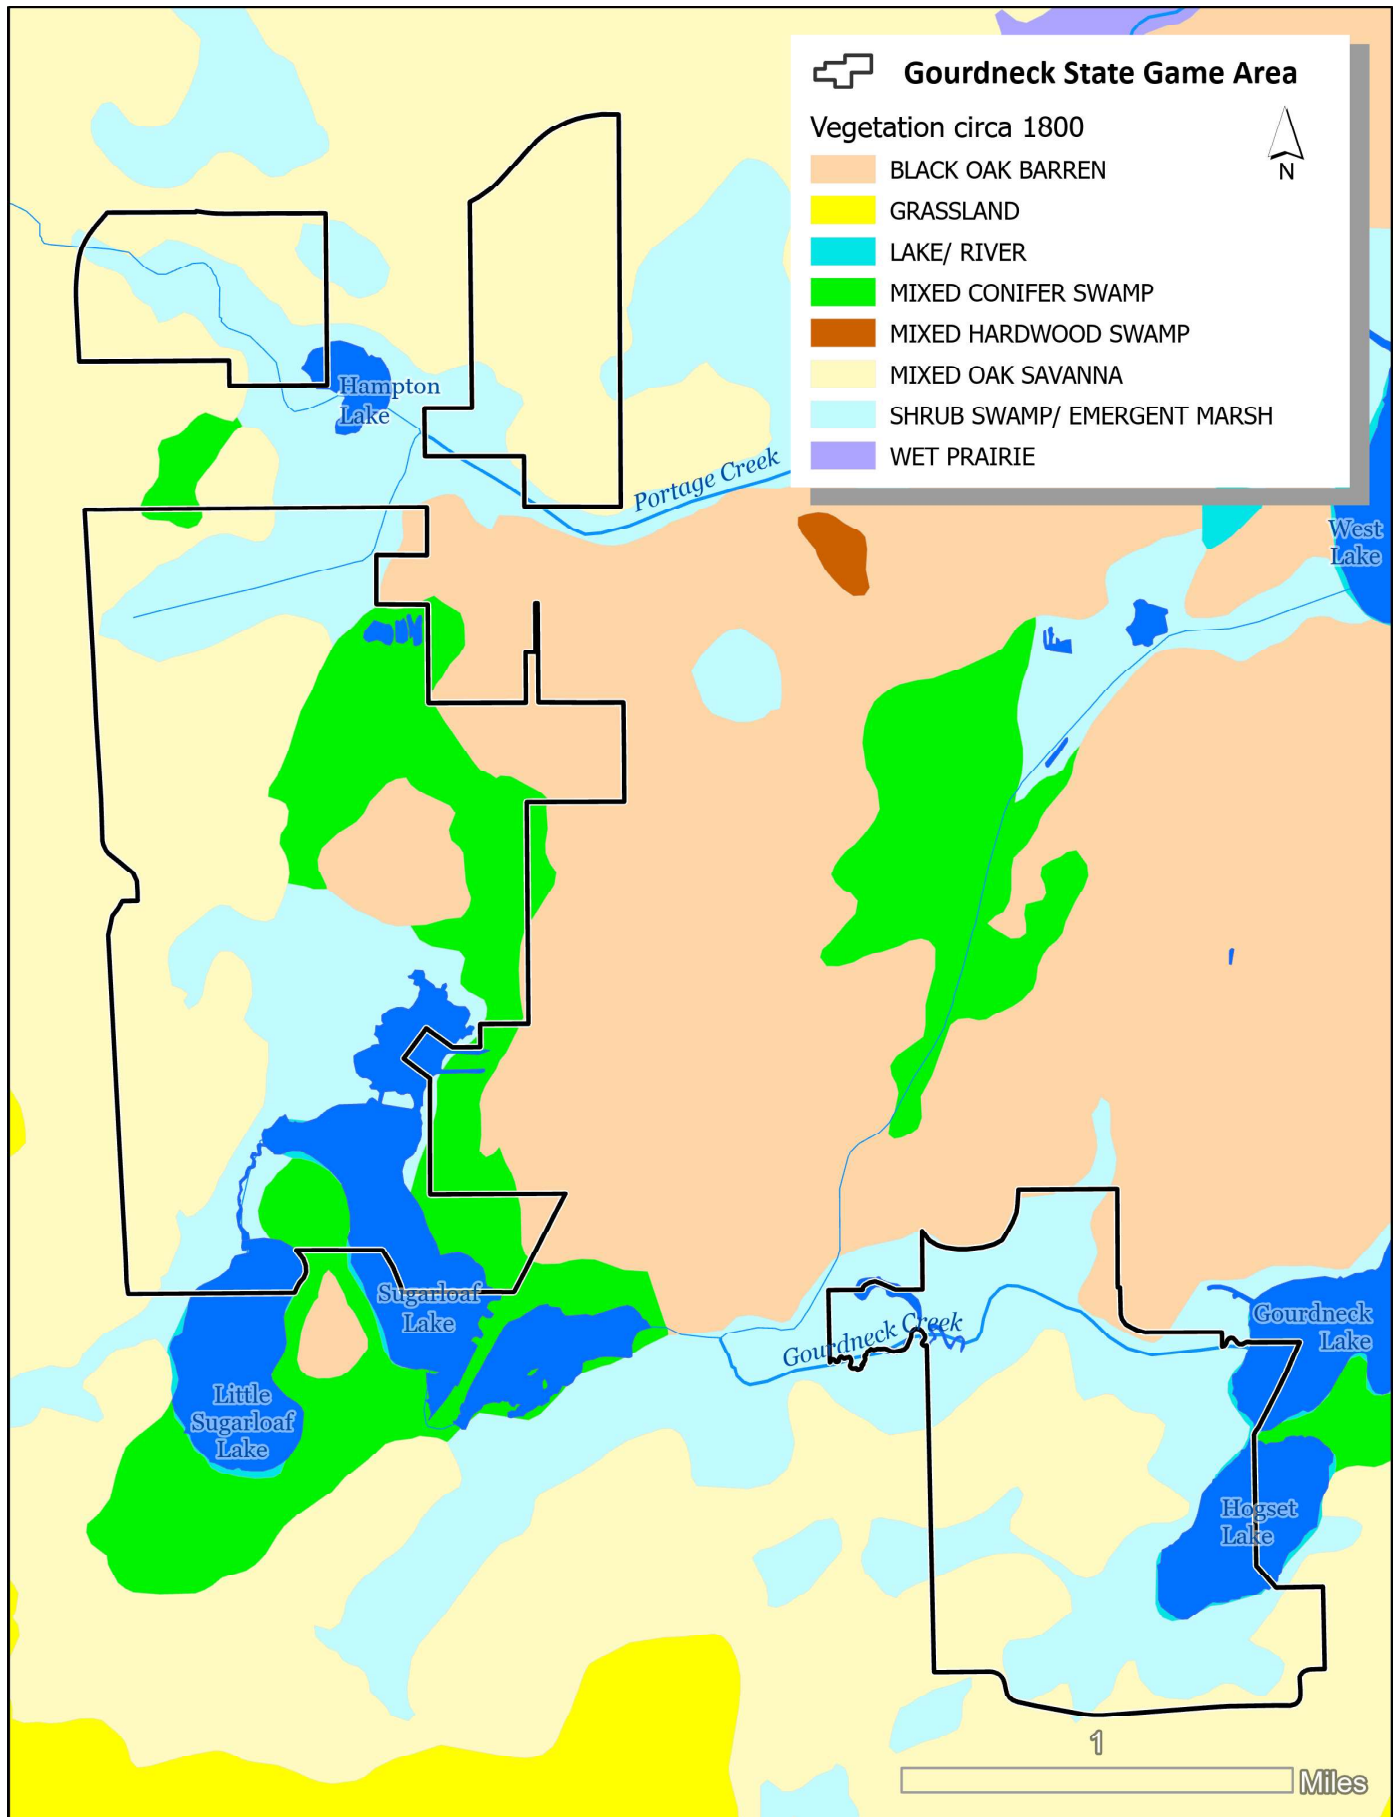 Gourdneck State Game Area
Vegetation circa 1800
N
BLACK OAK BARREN
GRASSLAND
LAKE/ RIVER
MIXED CONIFER SWAMP
MIXED HARDWOOD SWAMP
MIXED OAK SAVANNA
SHRUB SWAMP/ EMERGENT MARSH
WET PRAIRIE
Hampton
Lake
Portage Creek
West
Lake
Sugarloaf
Lake
Gourdneck Creek
Gourdneck
Lake
Little
Sugarloaf
Lake
Hogset
Lake
1
Miles